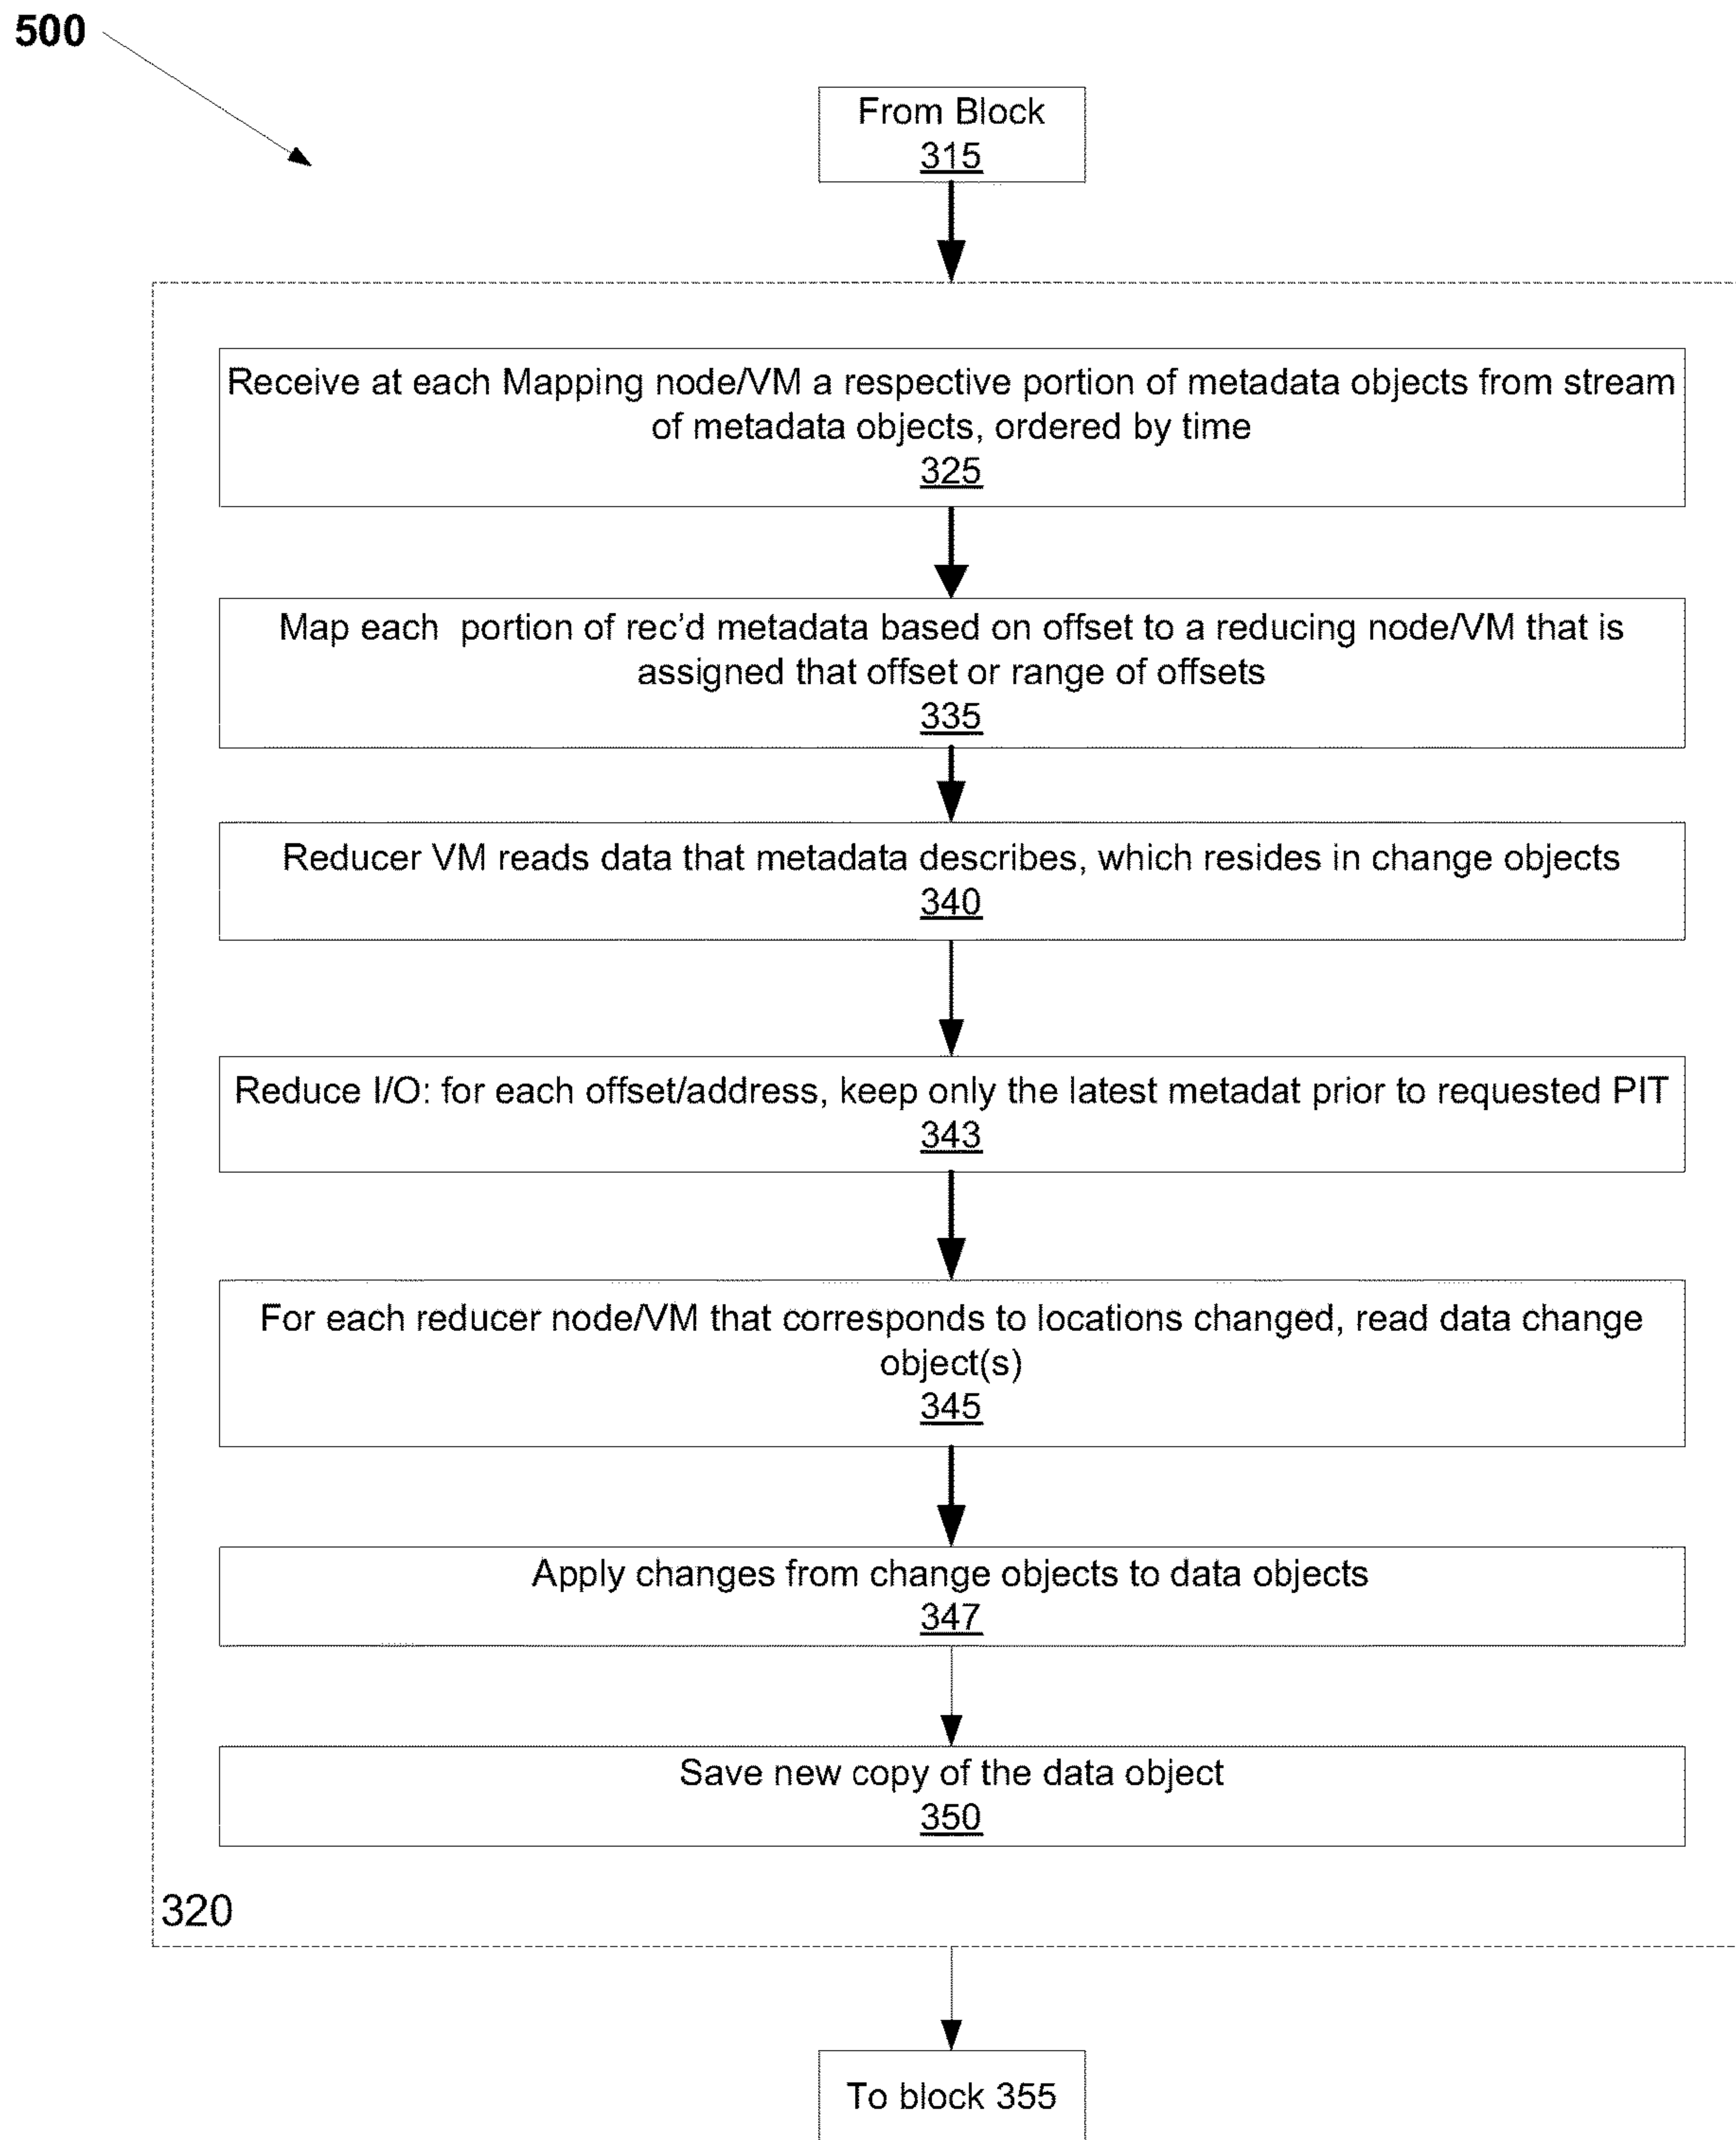 500
From Block
315
Receive at each Mapping node/VM a respective portion of metadata objects from stream
of metadata objects, ordered by time
325
Map each portion of rec'd metadata based on offset to a reducing node/VM that is
assigned that offset or range of offsets
335
Reducer VM reads data that metadata describes, which resides in change objects
340
Reduce I/O: for each offset/address, keep only the latest metadat prior to requested PIT
343
For each reducer node/VM that corresponds to locations changed, read data change
object(s)
345
Apply changes from change objects to data objects
347
Save new copy of the data object
350
320
To block 355